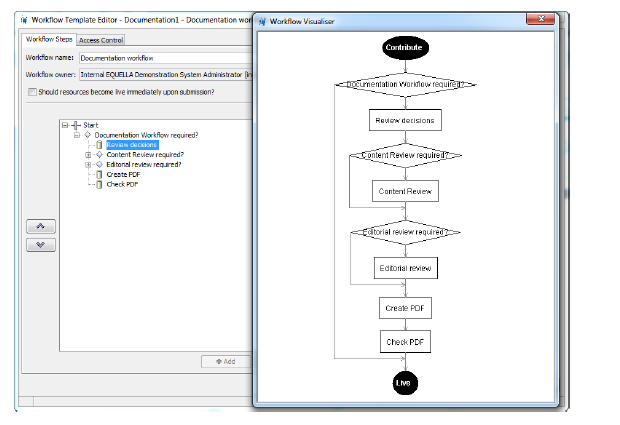 Workflow Template Editor - Documentation1 - Documentation wor
Workflow Steps
Access Control
Workflow name:
Documentation workflow
Workflow owner:
Internal EQUELLA Demonstration System Administrator [in
Should resources become live immediately upon submission?
Start
Documentation Workflow required?
Review decisions
Content Review required?
Editorial review required?
Create PDF
Check PDF
Add
Workflow Visualiser
Contribute
Documentation Workflow required?
Review decisions
Content Review required?
Content Review
Editorial review required?
Editorial review
Create PDF
Check PDF
Live